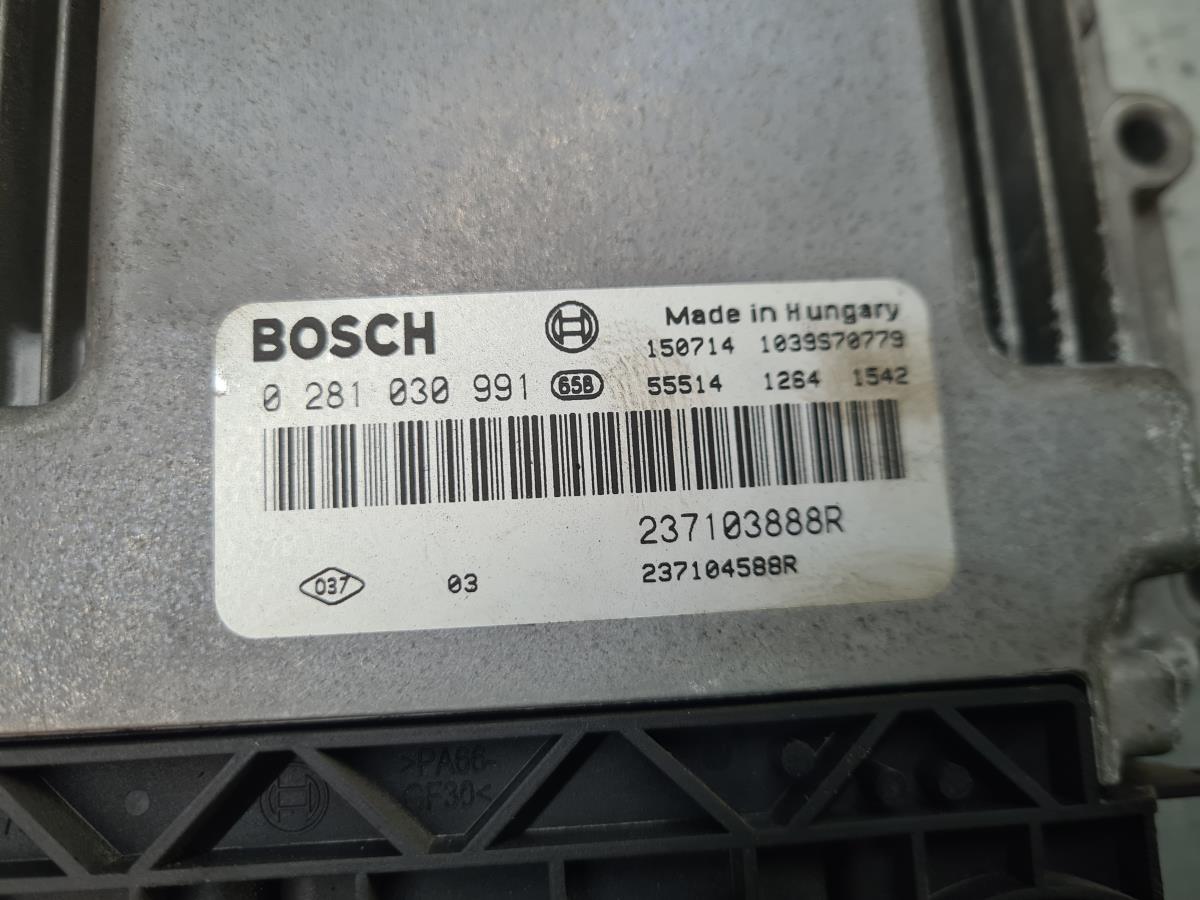 BOSCH
Made in Hungary
150714 1039S70779
0 281 030 991 65B 55514 1264 1542
237103888R
037 03 237104588R
>PA66-
GF30<